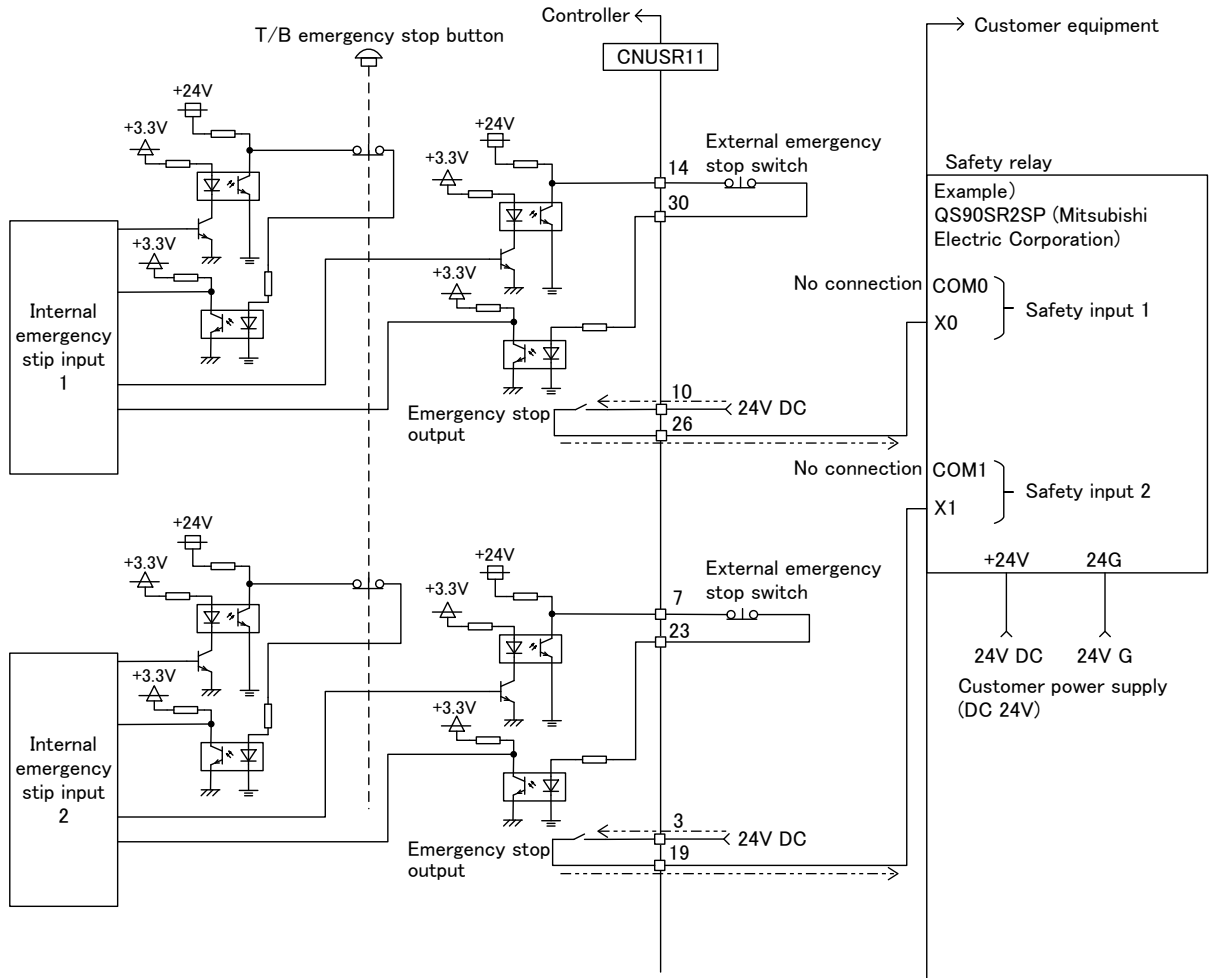 Controller
T/B emergency stop button
CNUSR11
Customer equipment
+24V
+3.3V
+3.3V
+24V
+3.3V
+3.3V
14
30
External emergency
stop switch
Safety relay
Example)
QS90SR2SP (Mitsubishi
Electric Corporation)
Internal
emergency
stip input
1
No connection
COM0
X0
Safety input 1
Emergency stop
output
10
24V DC
26
No connection
COM1
X1
Safety input 2
+24V
24G
24V DC
24V G
Customer power supply
(DC 24V)
+24V
+3.3V
+3.3V
+24V
+3.3V
+3.3V
7
23
External emergency
stop switch
Internal
emergency
stip input
2
Emergency stop
output
3
24V DC
19